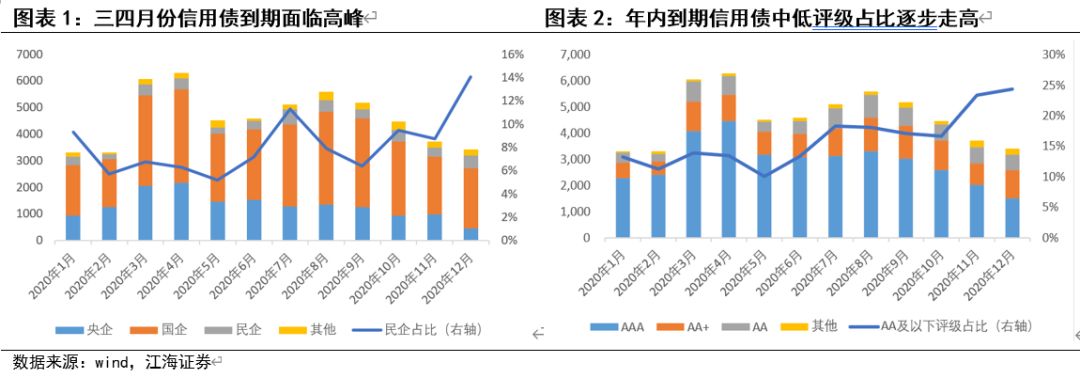 图表 1：三四月份信用债到期面临高峰
7000
6000
5000
4000
3000
2000
1000
0
16%
14%
12%
10%
8%
6%
4%
2%
0%
2020年1月
2020年2月
2020年3月
2020年4月
2020年5月
2020年6月
2020年7月
2020年8月
2020年9月
2020年10月
2020年11月
2020年12月
央企 国企 民企 其他 民企占比（右轴）
图表 2：年内到期信用债中低评级占比逐步走高
7,000
6,000
5,000
4,000
3,000
2,000
1,000
0
30%
25%
20%
15%
10%
5%
0%
2020年1月
2020年2月
2020年3月
2020年4月
2020年5月
2020年6月
2020年7月
2020年8月
2020年9月
2020年10月
2020年11月
2020年12月
AAA AA+ AA 其他 AA及以下评级占比（右轴）
数据来源：wind，江海证券